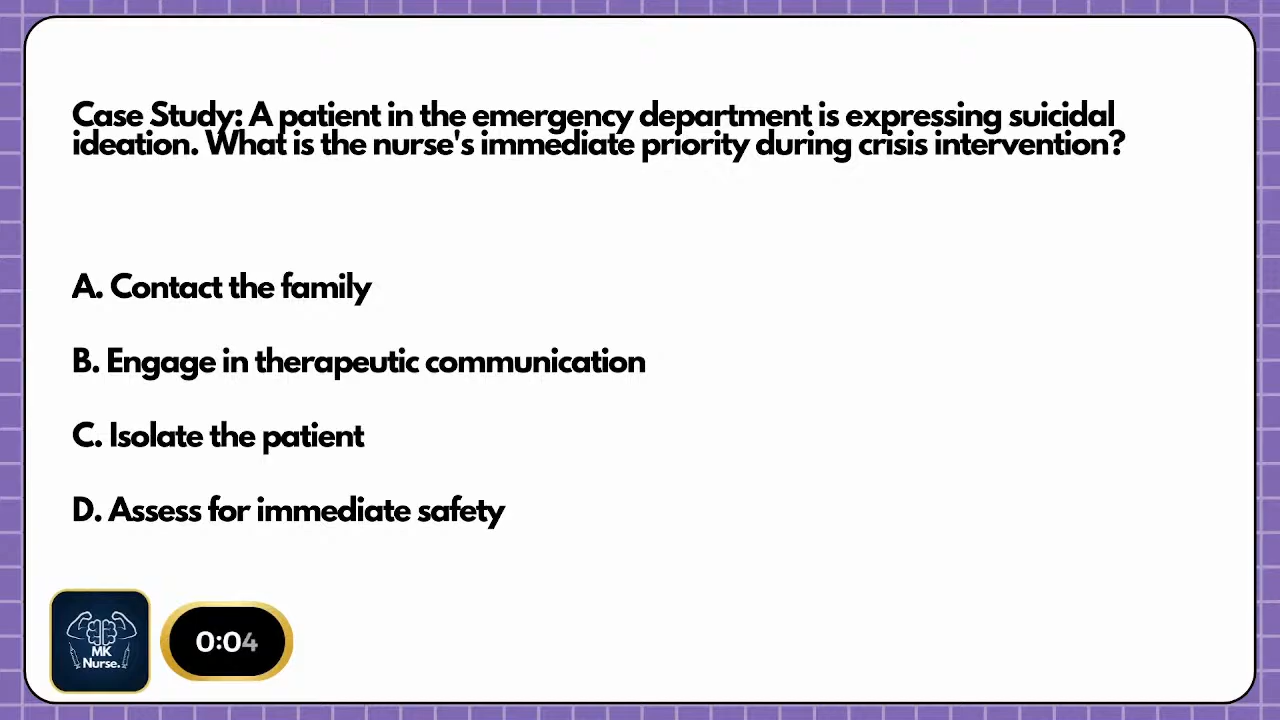 Case Study: A patient in the emergency department is expressing suicidal
ideation. What is the nurse's immediate priority during crisis intervention?
A. Contact the family
B. Engage in therapeutic communication
C. Isolate the patient
D. Assess for immediate safety
MK
Nurse.
0:04